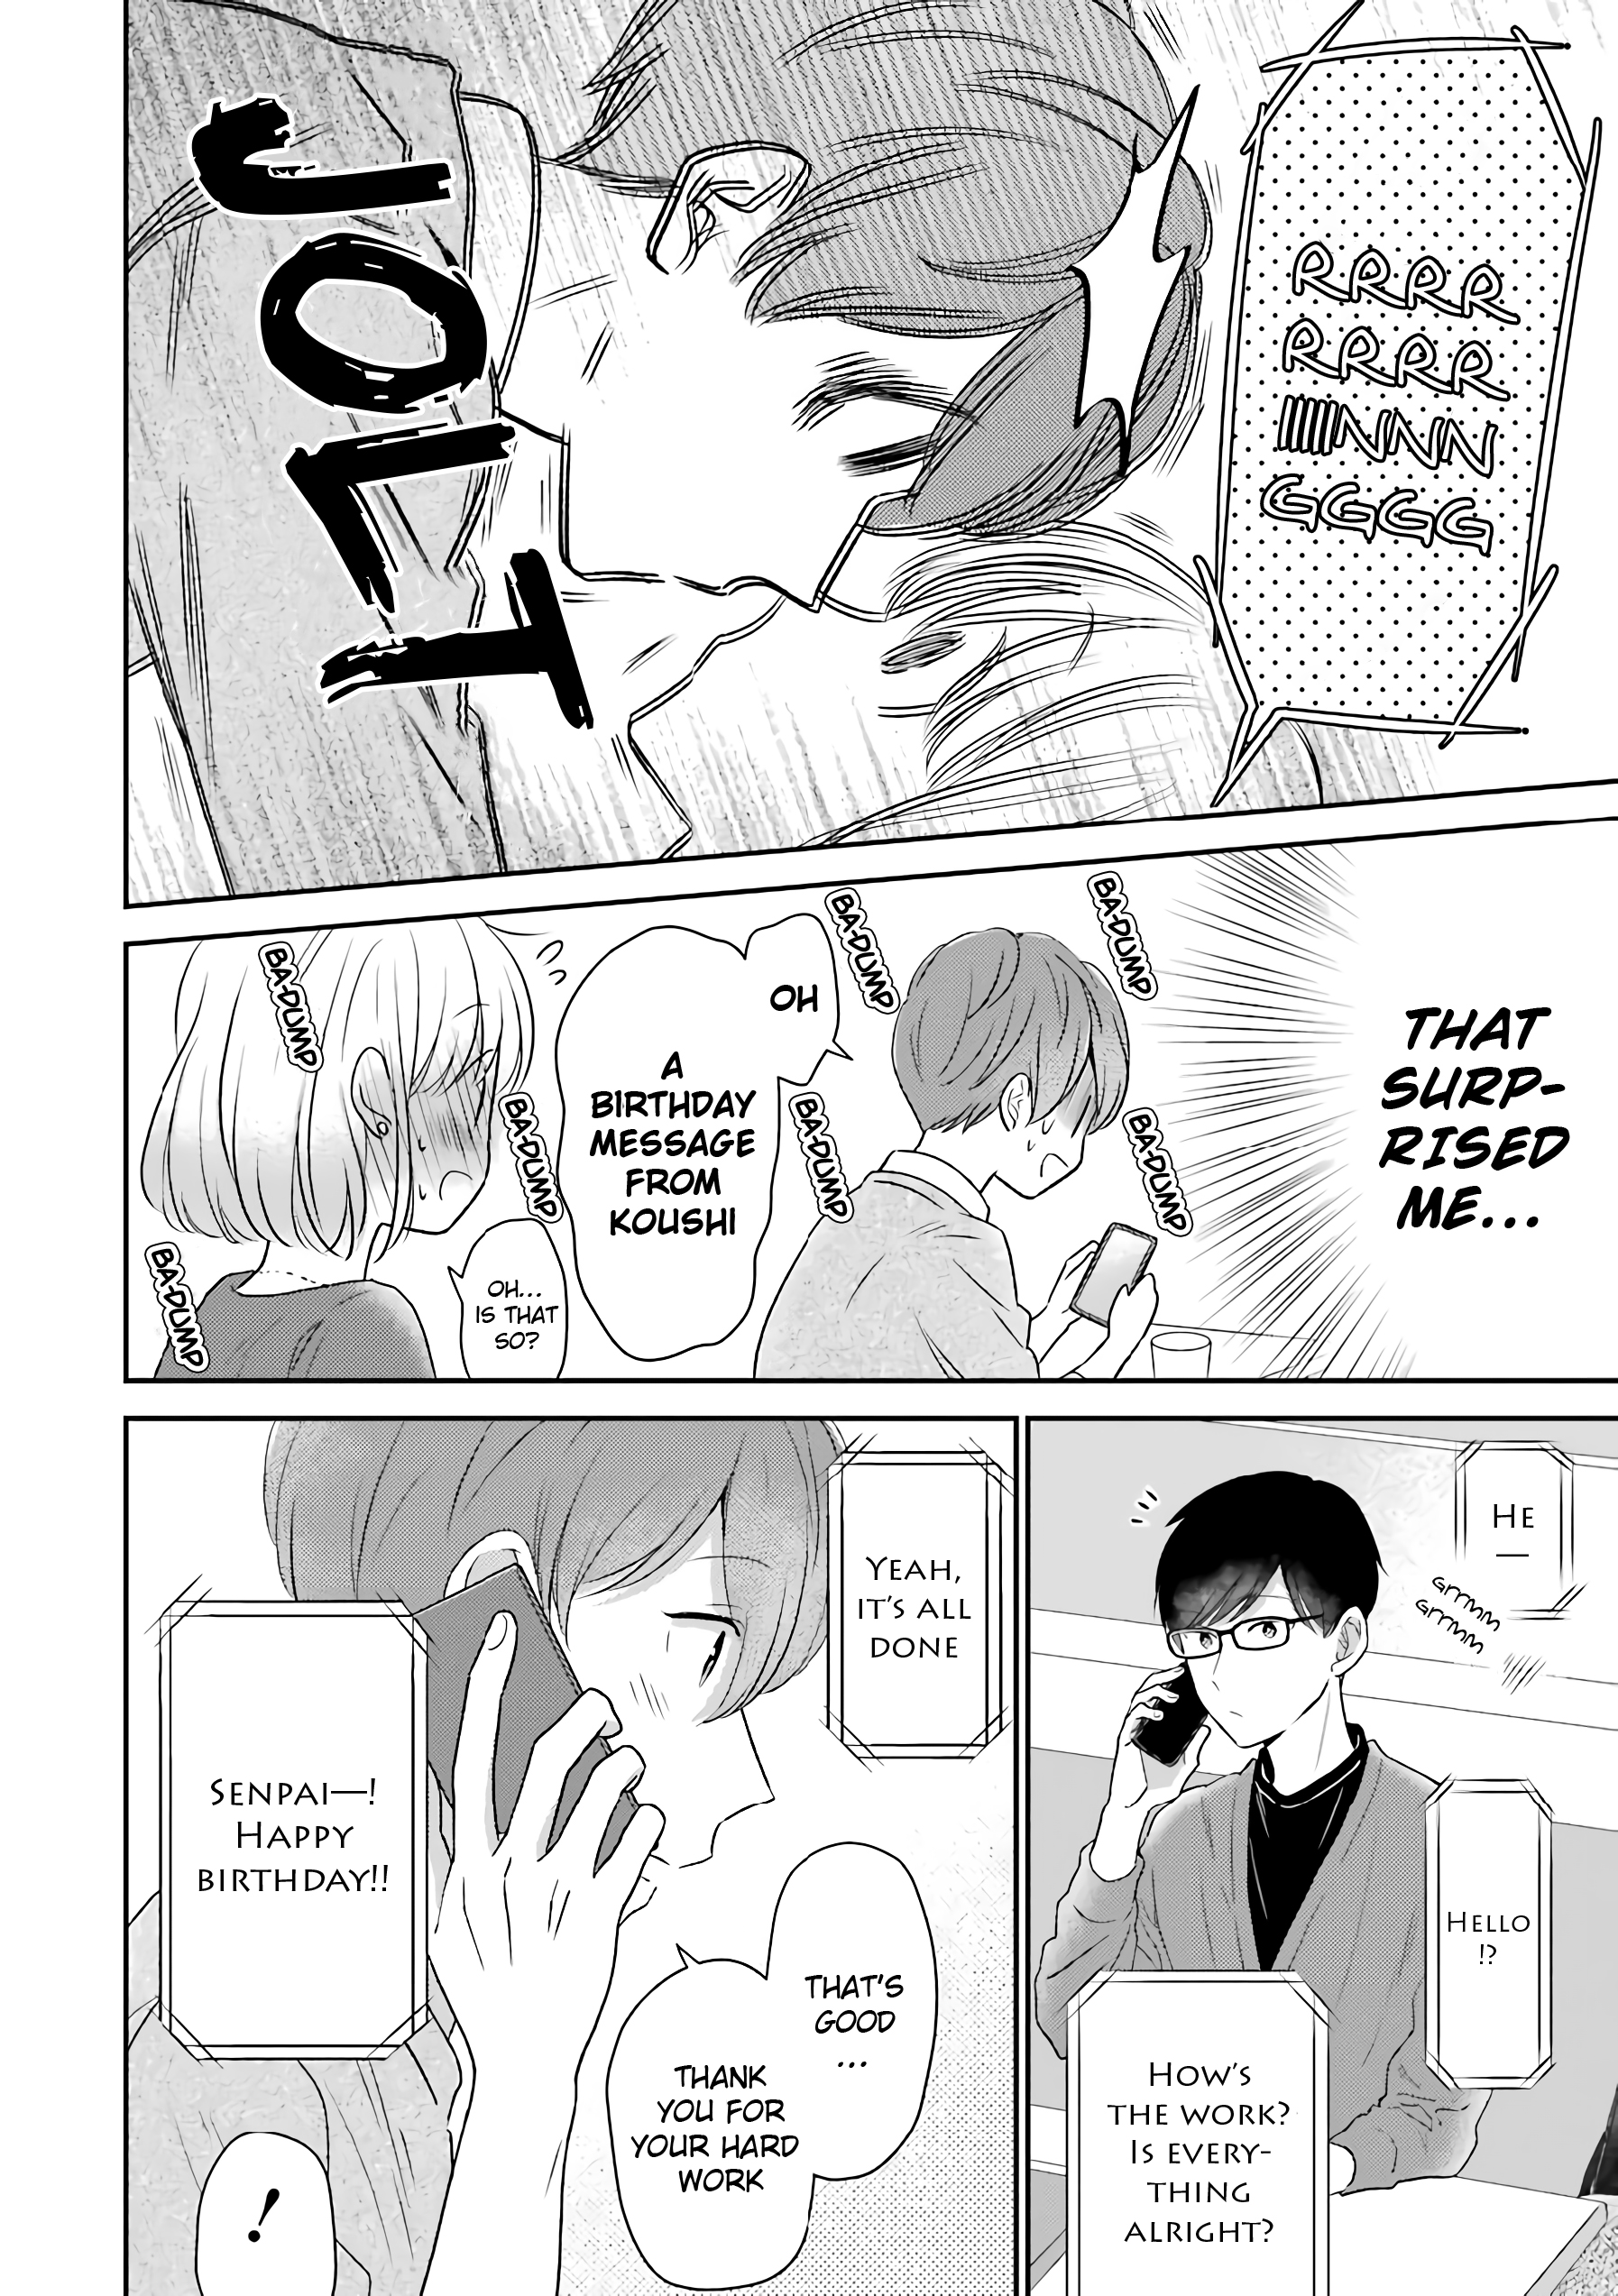 RRRR
RRRR
IIIIIINNN
GGGG
JOLT
THAT
SURP-
RISED
ME...
BA-DUMP
BA-DUMP
BA-DUMP
BA-DUMP
OH
A
BIRTHDAY
MESSAGE
FROM
KOUSHI
OH...
IS THAT
SO?
BA-DUMP
BA-DUMP
BA-DUMP
HE
—
GRRMM
GRRMM
HELLO
!?
HOW'S
THE WORK?
IS EVERY-
THING
ALRIGHT?
YEAH,
IT'S ALL
DONE
THAT'S
GOOD
...
THANK
YOU FOR
YOUR HARD
WORK
SENPAI—!
HAPPY
BIRTHDAY!!
!